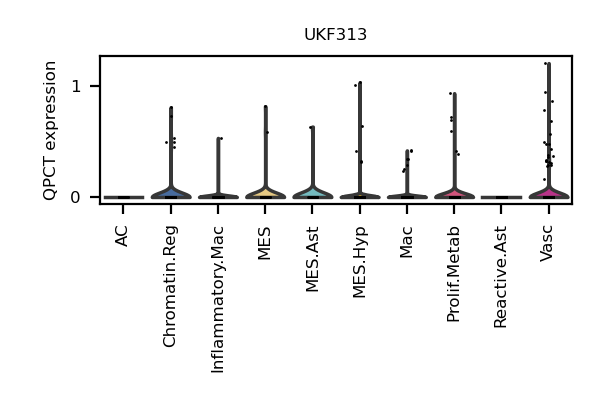 UKF313
QPCT expression
1
0
AC
Chromatin.Reg
Inflammatory.Mac
MES
MES.Ast
MES.Hyp
Mac
Prolif.Metab
Reactive.Ast
Vasc